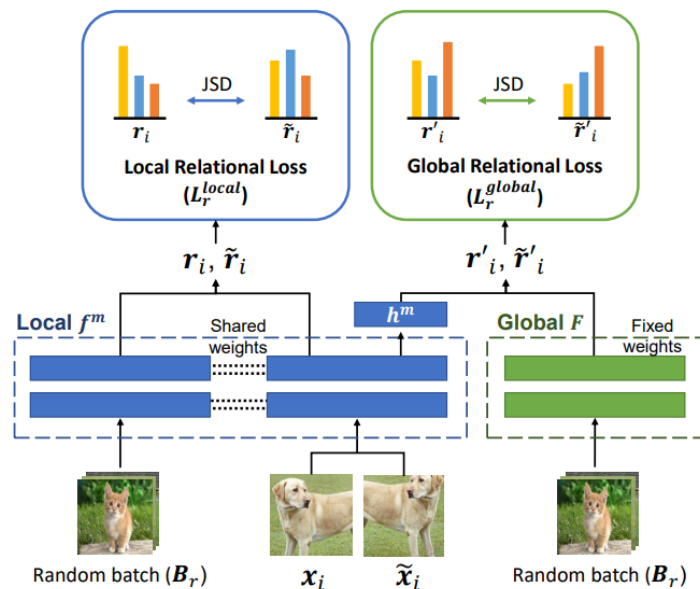 JSD
r_i
r̃_i
Local Relational Loss
(L_r^{local})
JSD
r'_i
r̃'_i
Global Relational Loss
(L_r^{global})
r_i, r̃_i
r'_i, r̃'_i
Local f^m
Shared
weights
h^m
Global F
Fixed
weights
Random batch (B_r)
x_i
x̃_i
Random batch (B_r)